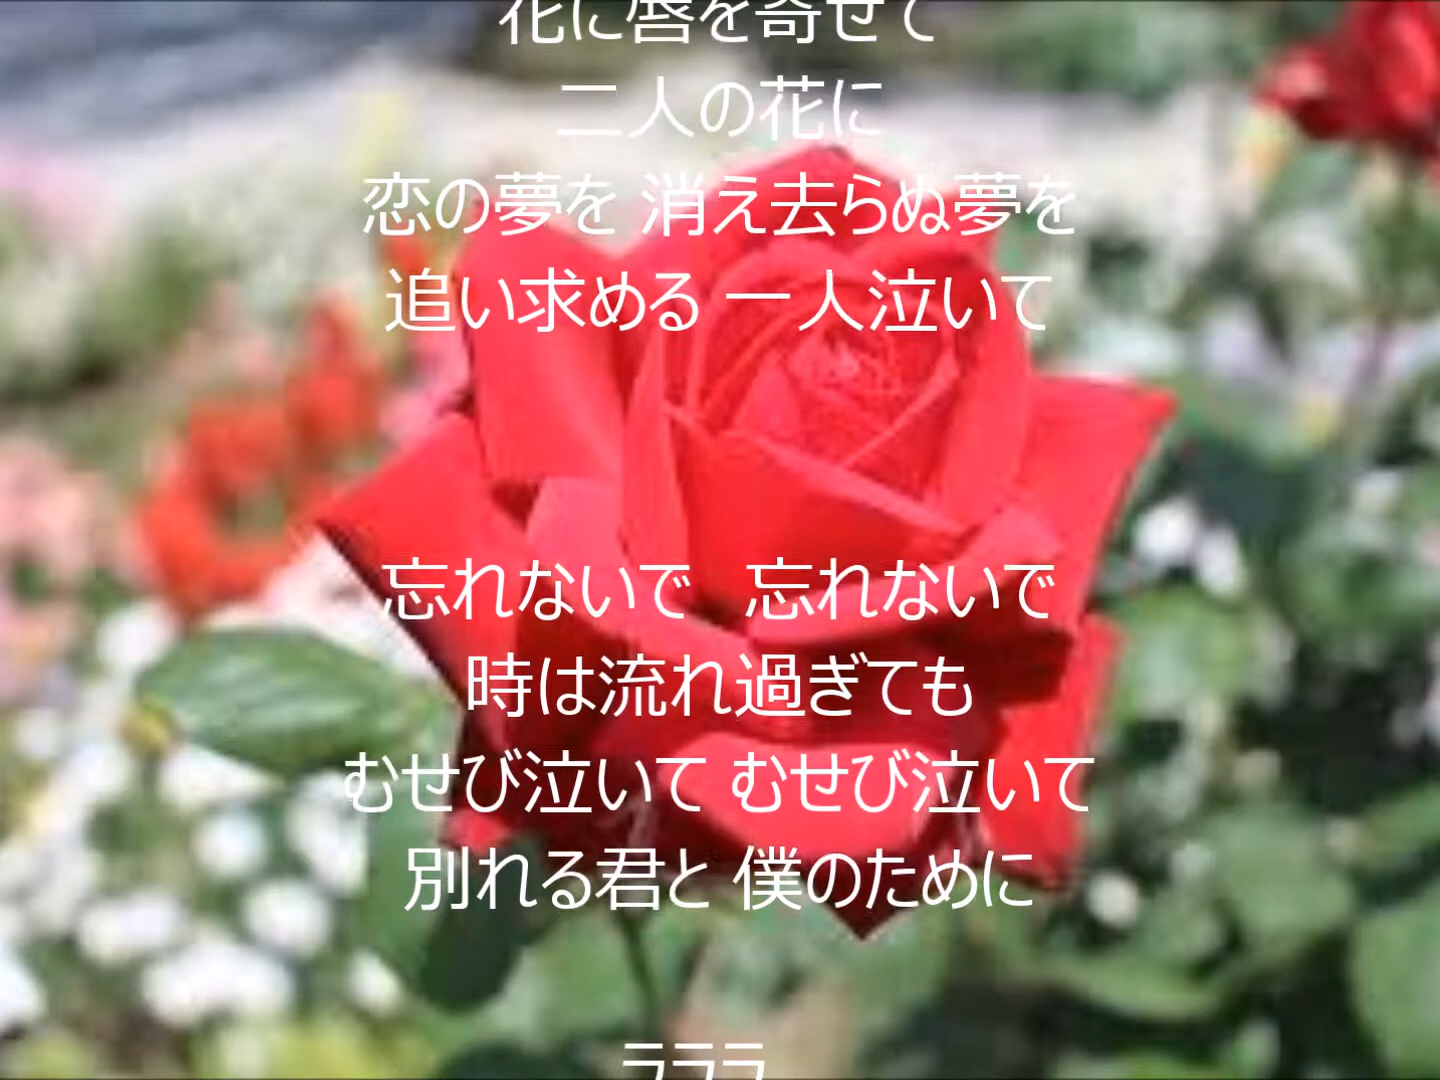 花に唇を寄せて
二人の花に
恋の夢を 消え去らぬ夢を
追い求める 一人泣いて
忘れないで 忘れないで
時は流れ過ぎても
むせび泣いて むせび泣いて
別れる君と 僕のために
ラララ